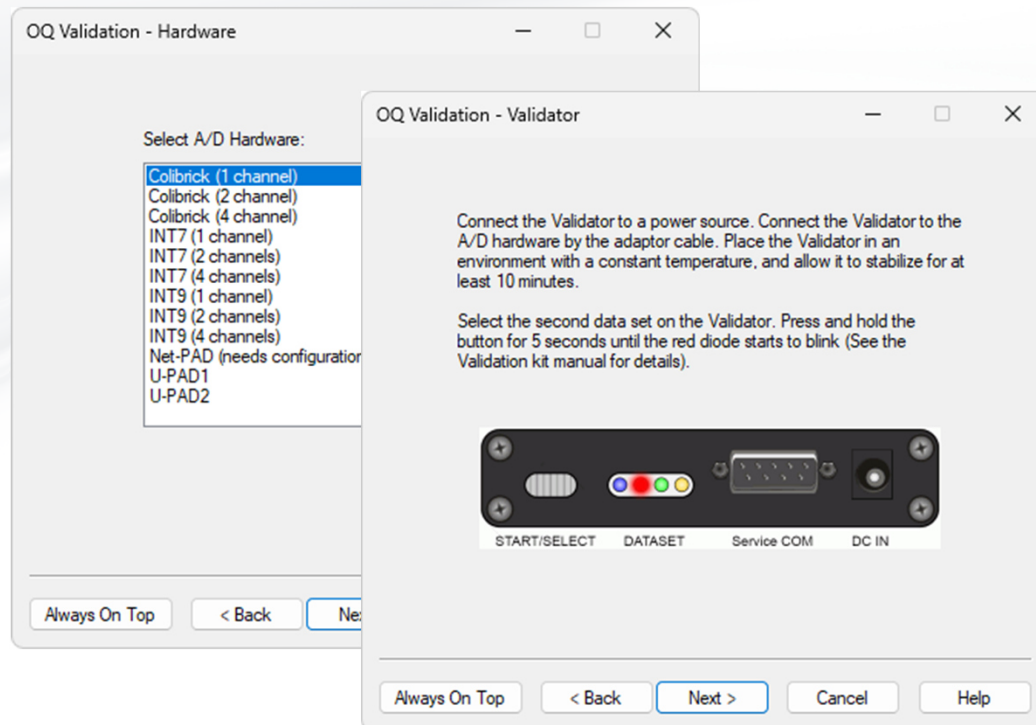 OQ Validation - Hardware
Select A/D Hardware:
Colibrick (1 channel)
Colibrick (2 channel)
Colibrick (4 channel)
INT7 (1 channel)
INT7 (2 channels)
INT7 (4 channels)
INT9 (1 channel)
INT9 (2 channels)
INT9 (4 channels)
Net-PAD (needs configuration
U-PAD1
U-PAD2
Always On Top
< Back
OQ Validation - Validator
Connect the Validator to a power source. Connect the Validator to the
A/D hardware by the adaptor cable. Place the Validator in an
environment with a constant temperature, and allow it to stabilize for at
least 10 minutes.
Select the second data set on the Validator. Press and hold the
button for 5 seconds until the red diode starts to blink (See the
Validation kit manual for details).
START/SELECT DATASET Service COM DC IN
Always On Top
< Back
Next >
Cancel
Help